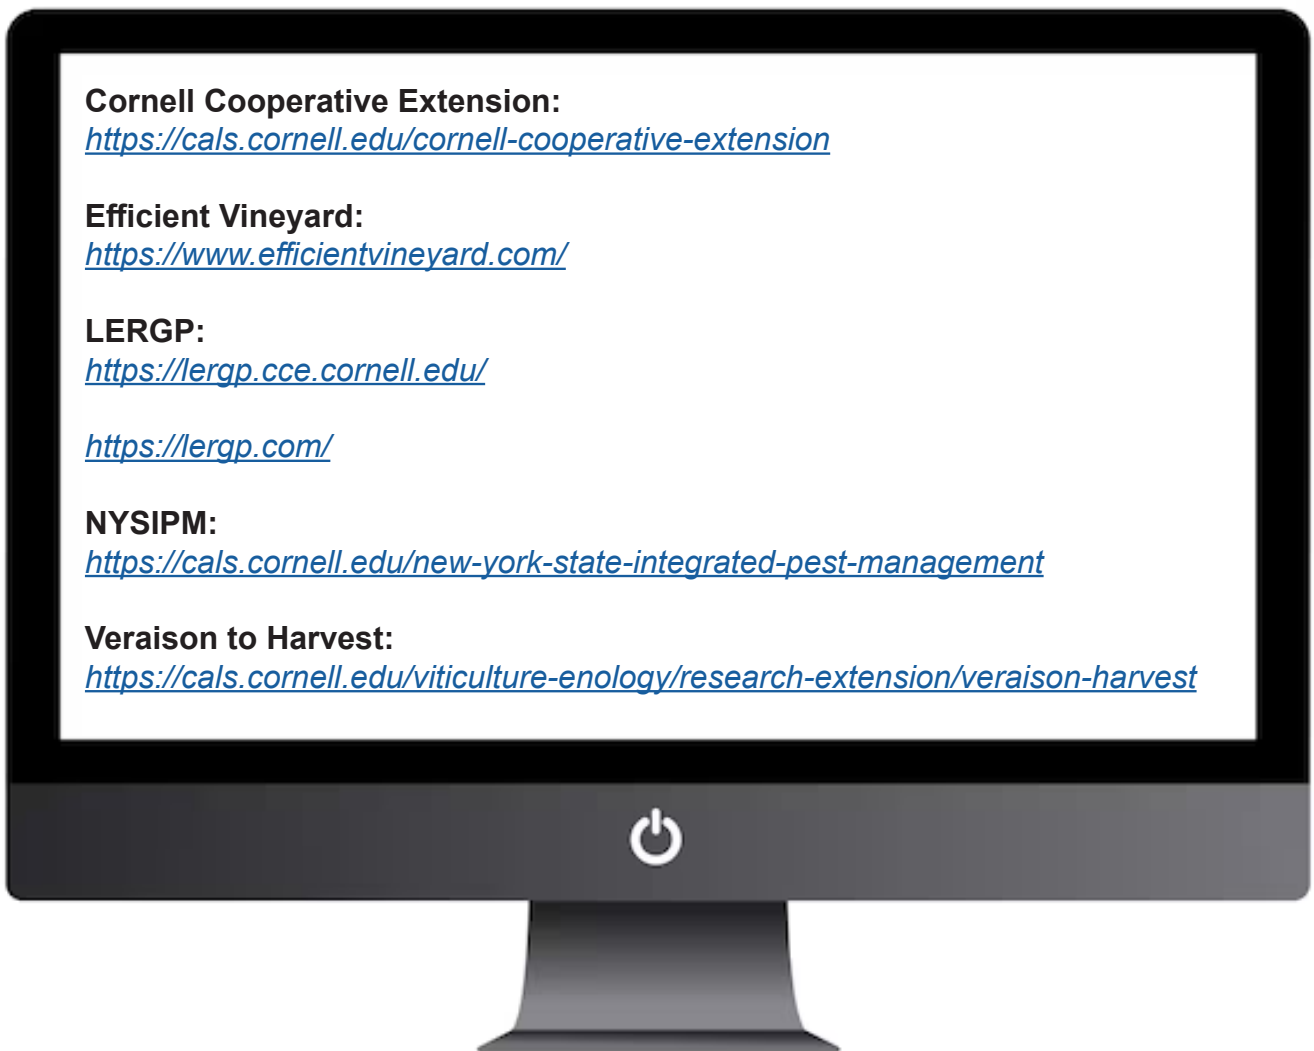 Cornell Cooperative Extension:
https://cals.cornell.edu/cornell-cooperative-extension
Efficient Vineyard:
https://www.efficientvineyard.com/
LERGP:
https://lergp.cce.cornell.edu/
https://lergp.com/
NYSIPM:
https://cals.cornell.edu/new-york-state-integrated-pest-management
Veraison to Harvest:
https://cals.cornell.edu/viticulture-enology/research-extension/veraison-harvest